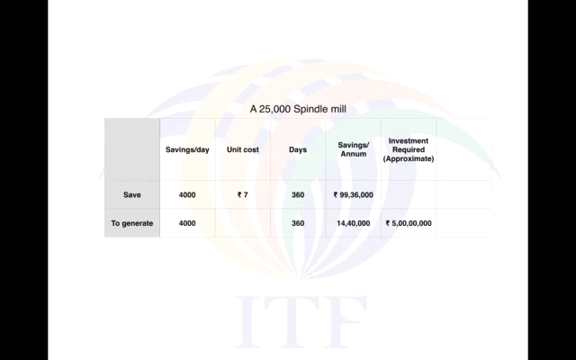 A 25,000 Spindle mill
Savings/day Unit cost Days Savings/ Annum Investment Required (Approximate)
Save 4000 ₹ 7 360 ₹ 99,36,000
To generate 4000 360 14,40,000 ₹ 5,00,00,000
ITF